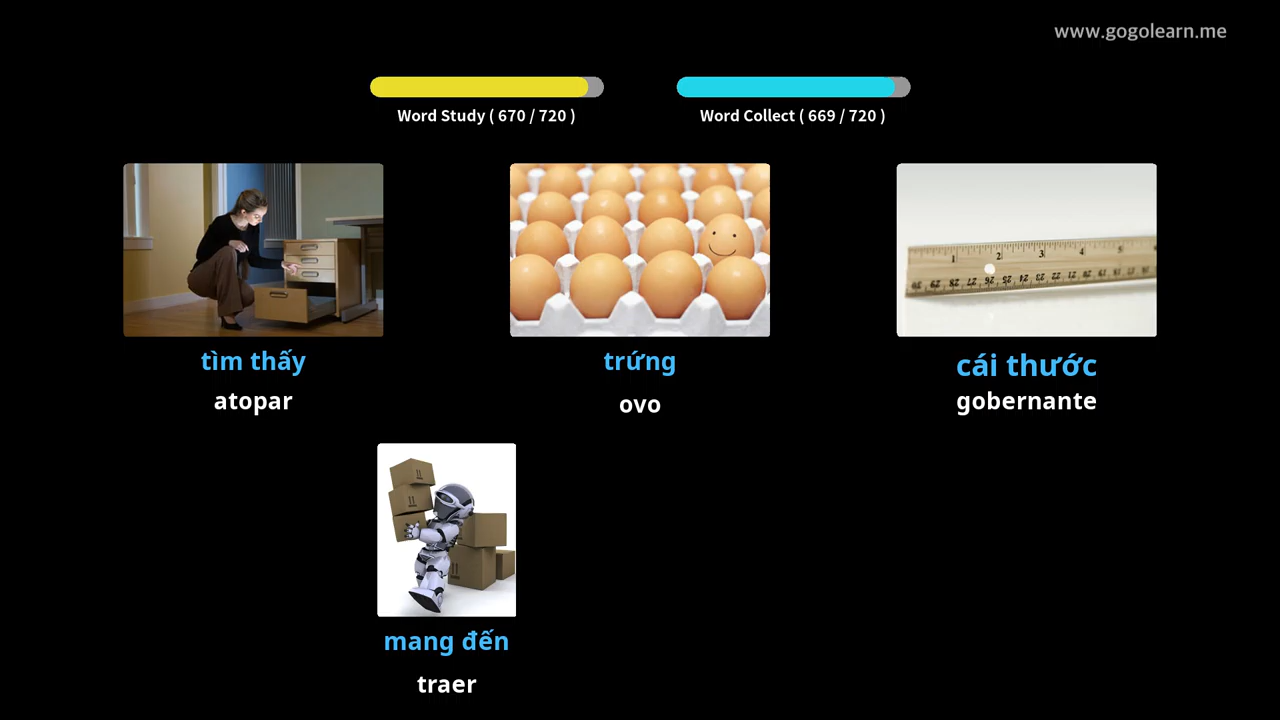 www.gogolearn.me
Word Study ( 670 / 720 )
Word Collect ( 669 / 720 )
tìm thấy
atopar
trứng
ovo
cái thước
gobernante
mang đến
traer